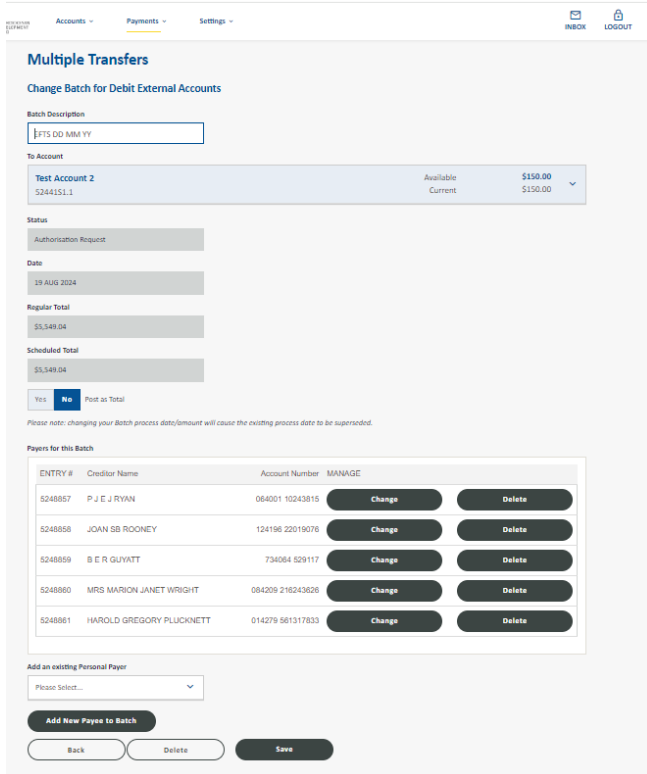 Accounts Payments Settings INBOX LOGOUT
Multiple Transfers
Change Batch for Debit External Accounts
Batch Description
EFTS DD MM YY
To Account
Test Account 2 Available $150.00
5244151.1 Current $150.00
Status
Authorisation Request
Date
19 AUG 2024
Regular Total
$5,549.04
Scheduled Total
$5,549.04
Yes No Post as Total
Please note: changing your Batch process date/amount will cause the existing process date to be superseded.
Payers for this Batch
ENTRY # Creditor Name Account Number MANAGE
5248857 P J E J RYAN 064001 10243815 Change Delete
5248858 JOAN SB ROONEY 124196 22019076 Change Delete
5248859 B E R GUYATT 734064 529117 Change Delete
5248860 MRS MARION JANET WRIGHT 084209 216243626 Change Delete
5248861 HAROLD GREGORY PLUCKNETT 014279 561317833 Change Delete
Add an existing Personal Payer
Please Select...
Add New Payee to Batch
Back Delete Save